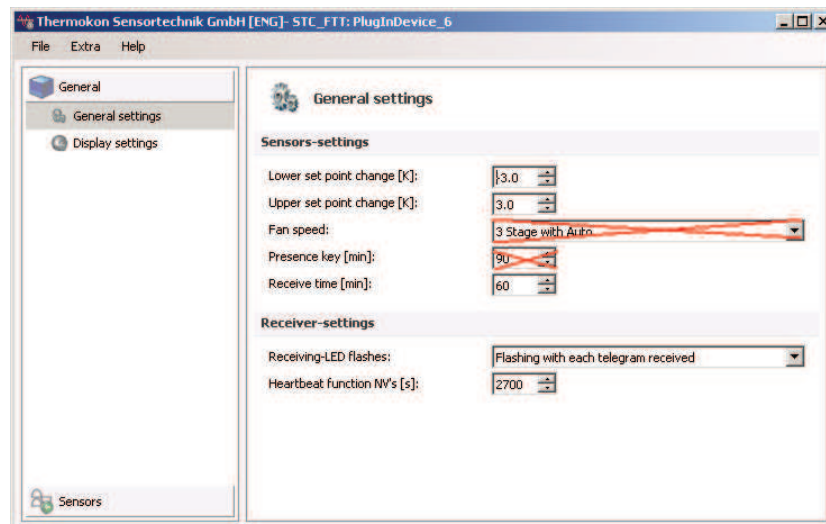 Thermokon Sensortechnik GmbH [ENG]- STC_FTT: PlugInDevice_6
File Extra Help
General
General settings
Display settings
Sensors
General settings
Sensors-settings
Lower set point change [K]: -3.0
Upper set point change [K]: 3.0
Fan speed: 3 Stage with Auto
Presence key [min]: 90
Receive time [min]: 60
Receiver-settings
Receiving-LED flashes: Flashing with each telegram received
Heartbeat function NV's [s]: 2700